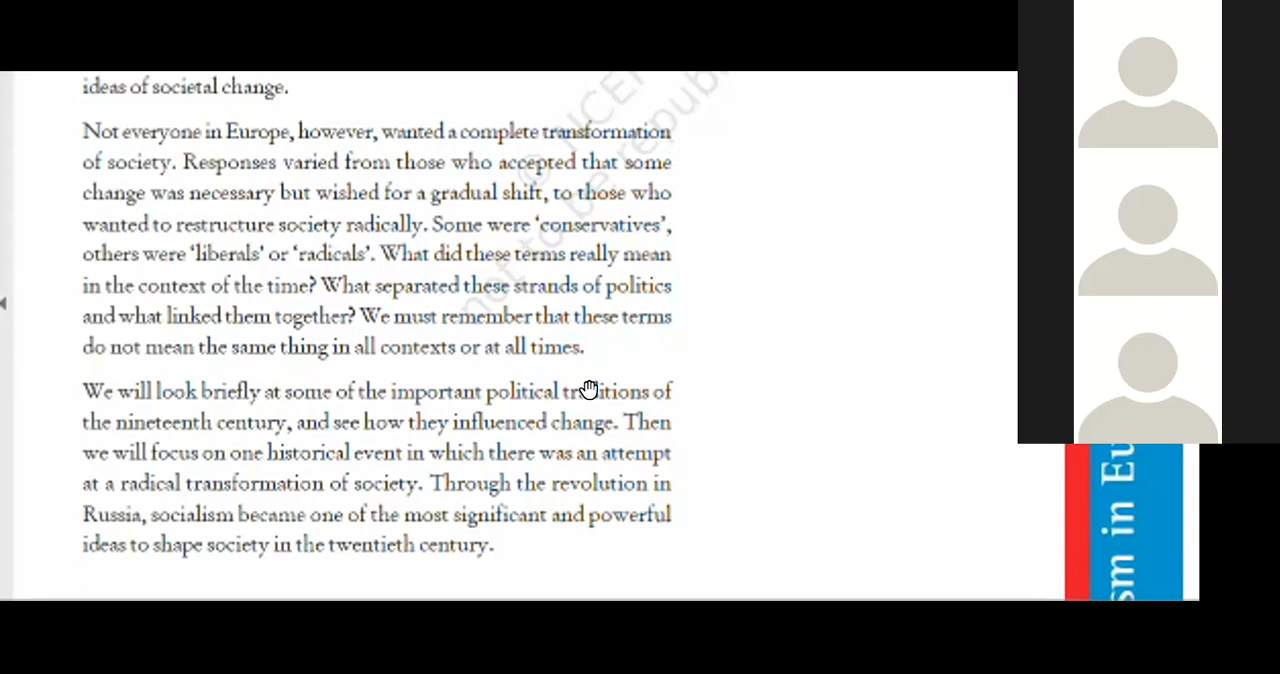 ideas of societal change.
Not everyone in Europe, however, wanted a complete transformation
of society. Responses varied from those who accepted that some
change was necessary but wished for a gradual shift, to those who
wanted to restructure society radically. Some were ‘conservatives’,
others were ‘liberals’ or ‘radicals’. What did these terms really mean
in the context of the time? What separated these strands of politics
and what linked them together? We must remember that these terms
do not mean the same thing in all contexts or at all times.
We will look briefly at some of the important political traditions of
the nineteenth century, and see how they influenced change. Then
we will focus on one historical event in which there was an attempt
at a radical transformation of society. Through the revolution in
Russia, socialism became one of the most significant and powerful
ideas to shape society in the twentieth century.
not to be republ
sm in Eu